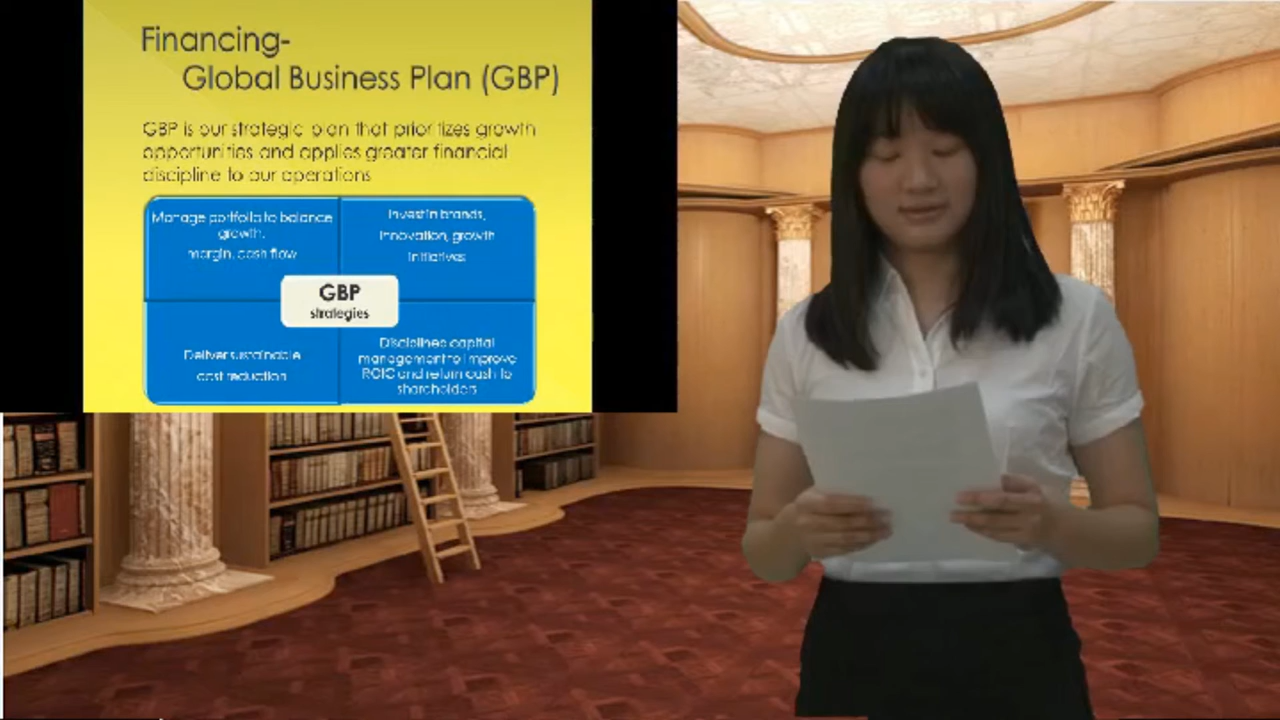 Financing-
Global Business Plan (GBP)
GBP is our strategic plan that prioritizes growth
opportunities and applies greater financial
discipline to our operations
Manage portfolio to balance
growth,
margin, cash flow
Invest in brands,
innovation, growth
initiatives
GBP
strategies
Deliver sustainable
cost reduction
Disciplined capital
management to improve
ROIC and return cash to
shareholders